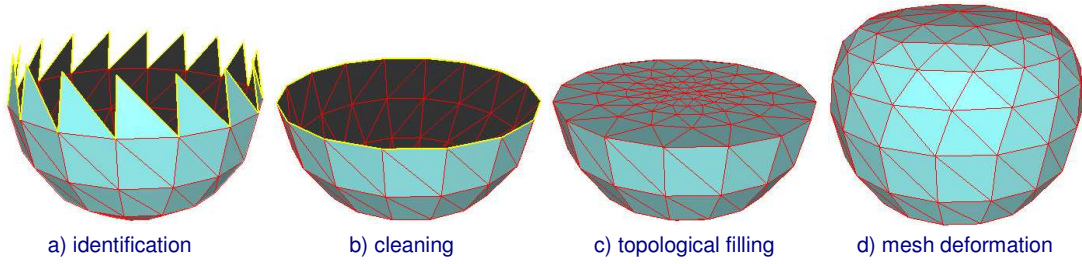 a) identification
b) cleaning
c) topological filling
d) mesh deformation